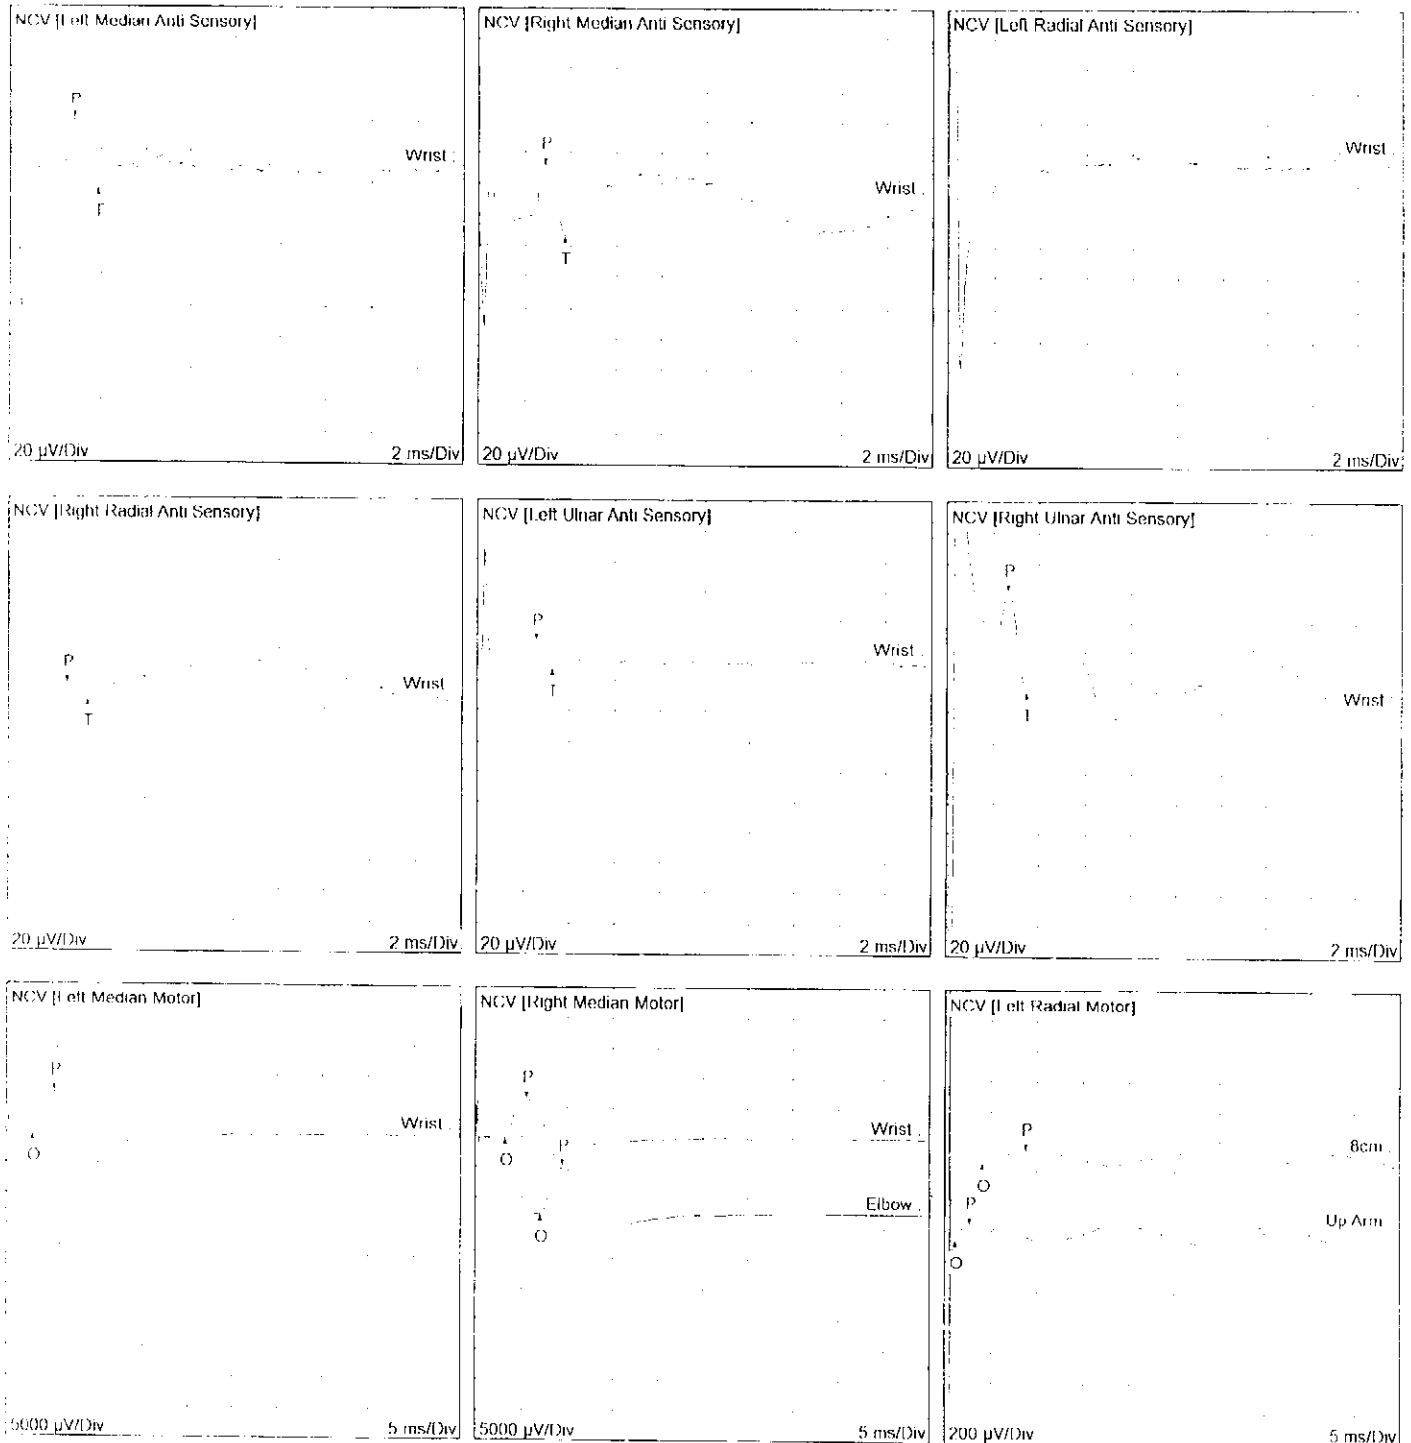 NCV [Left Median Anti Sensory]
P
Wrist
T
20 µV/Div
2 ms/Div
NCV [Right Median Anti Sensory]
P
Wrist
T
20 µV/Div
2 ms/Div
NCV [Left Radial Anti Sensory]
Wrist
20 µV/Div
2 ms/Div
NCV [Right Radial Anti Sensory]
P
Wrist
T
20 µV/Div
2 ms/Div
NCV [Left Ulnar Anti Sensory]
P
Wrist
T
20 µV/Div
2 ms/Div
NCV [Right Ulnar Anti Sensory]
P
Wrist
T
20 µV/Div
2 ms/Div
NCV [Left Median Motor]
P
Wrist
O
5000 µV/Div
5 ms/Div
NCV [Right Median Motor]
P
Wrist
O
P
Elbow
O
5000 µV/Div
5 ms/Div
NCV [Left Radial Motor]
P
8cm
O
P
Up Arm
O
200 µV/Div
5 ms/Div